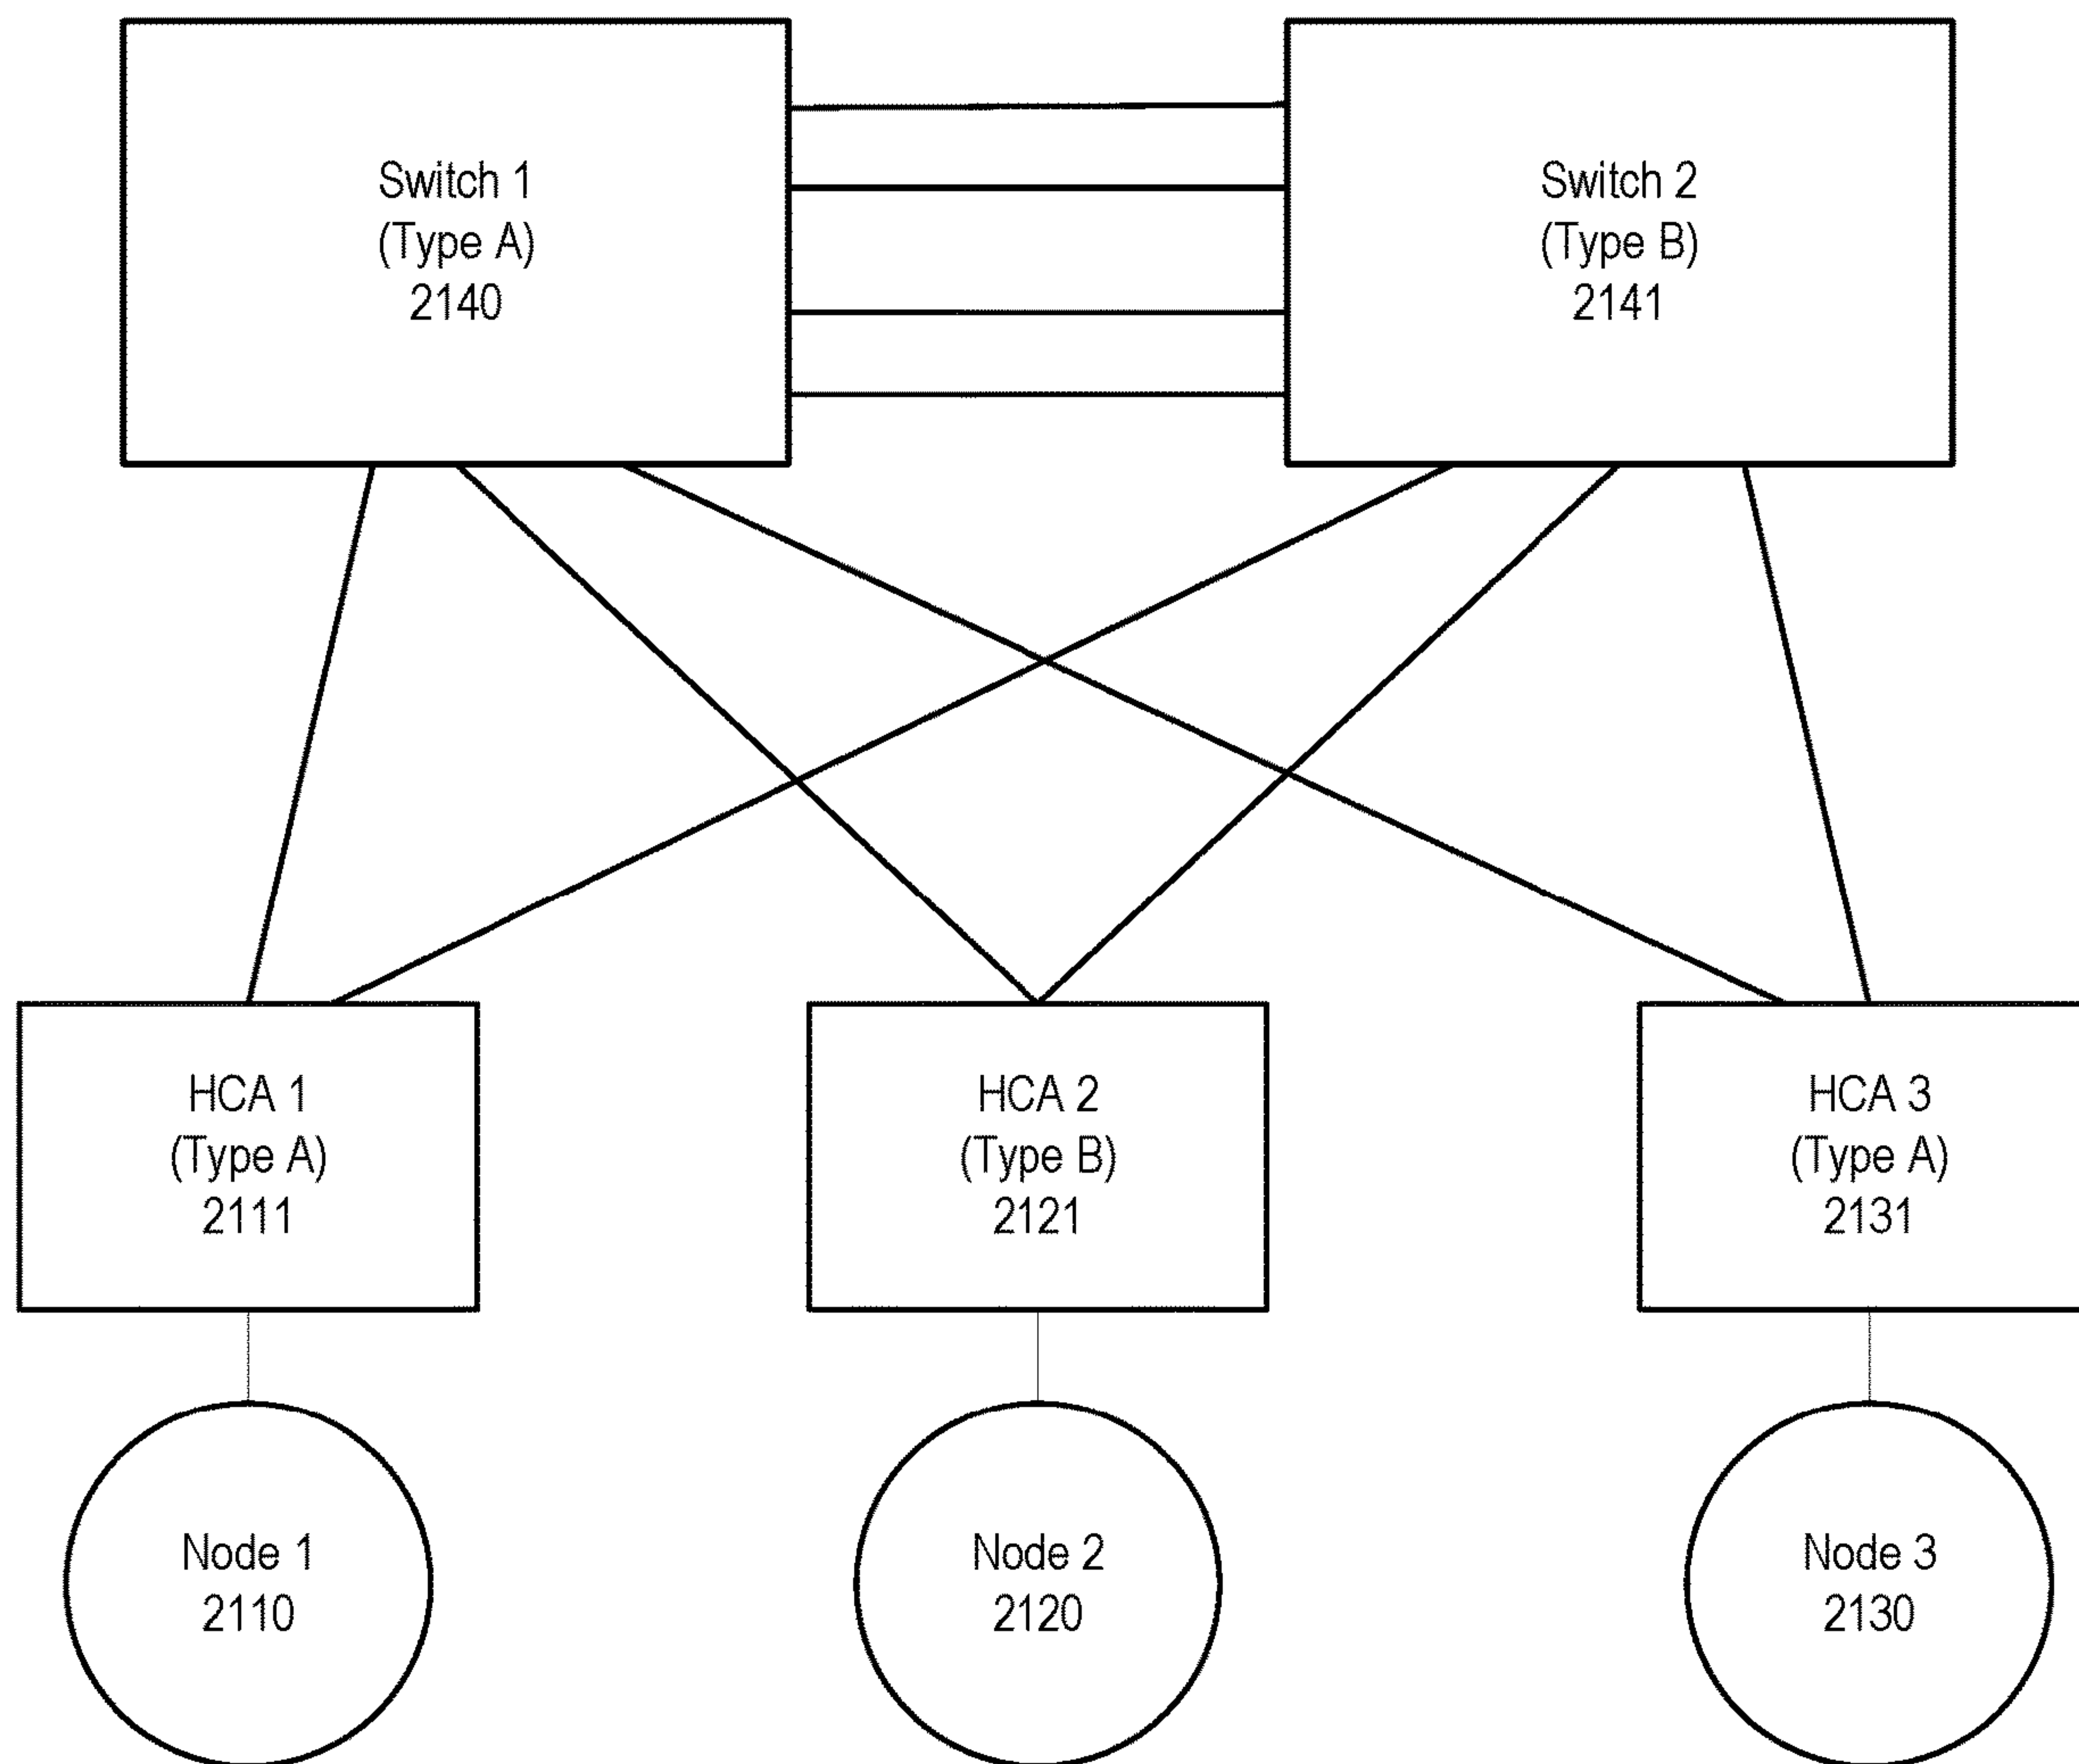 Switch 1
(Type A)
2140
Switch 2
(Type B)
2141
HCA 1
(Type A)
2111
HCA 2
(Type B)
2121
HCA 3
(Type A)
2131
Node 1
2110
Node 2
2120
Node 3
2130